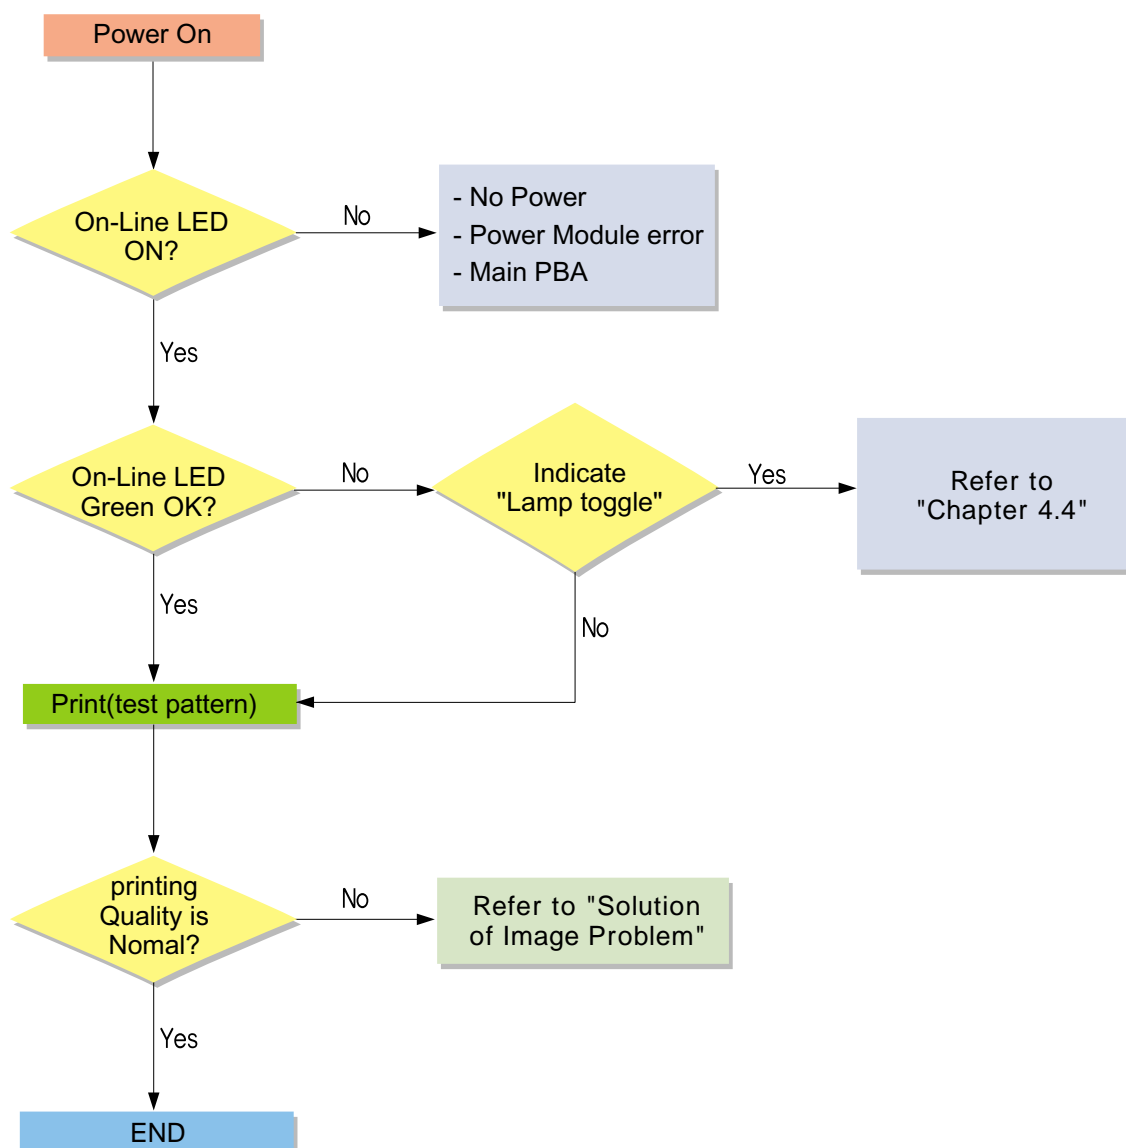 Power On
On-Line LED
ON?
No
- No Power
- Power Module error
- Main PBA
Yes
On-Line LED
Green OK?
No
Indicate
"Lamp toggle"
Yes
Refer to
"Chapter 4.4"
Yes
No
Print(test pattern)
printing
Quality is
Nomal?
No
Refer to "Solution
of Image Problem"
Yes
END